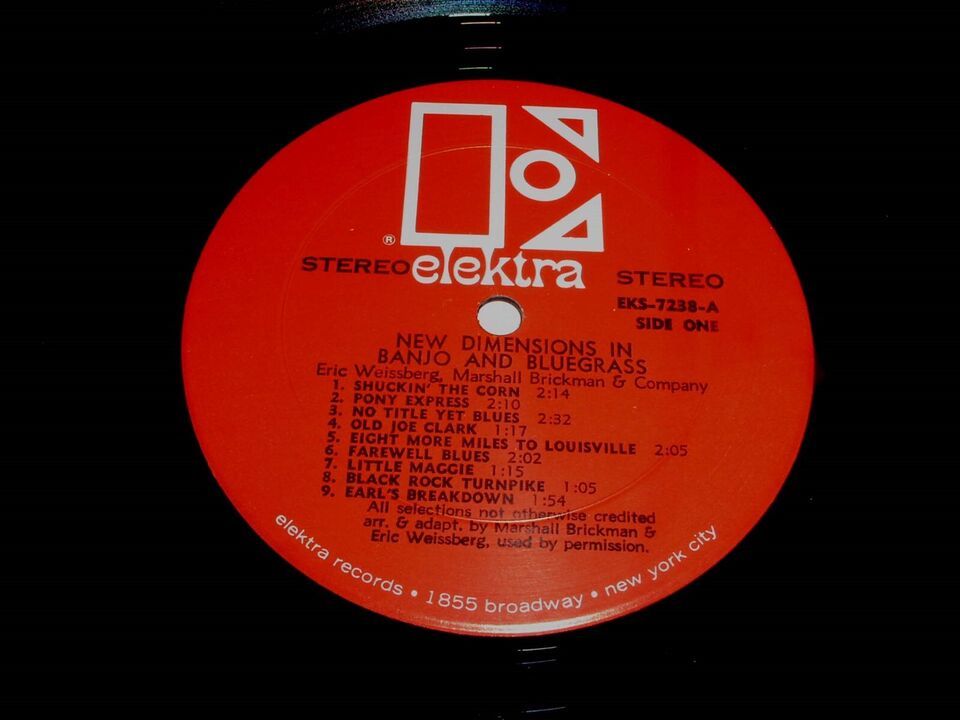 ®
STEREO elektra STEREO
EKS-7238-A
SIDE ONE
NEW DIMENSIONS IN
BANJO AND BLUEGRASS
Eric Weissberg, Marshall Brickman & Company
1. SHUCKIN' THE CORN 2:14
2. PONY EXPRESS 2:10
3. NO TITLE YET BLUES 2:32
4. OLD JOE CLARK 1:17
5. EIGHT MORE MILES TO LOUISVILLE 2:05
6. FAREWELL BLUES 2:02
7. LITTLE MAGGIE 1:15
8. BLACK ROCK TURNPIKE 1:05
9. EARL'S BREAKDOWN 1:54
All selections not otherwise credited
arr. & adapt. by Marshall Brickman &
Eric Weissberg, used by permission.
elektra records • 1855 broadway • new york city